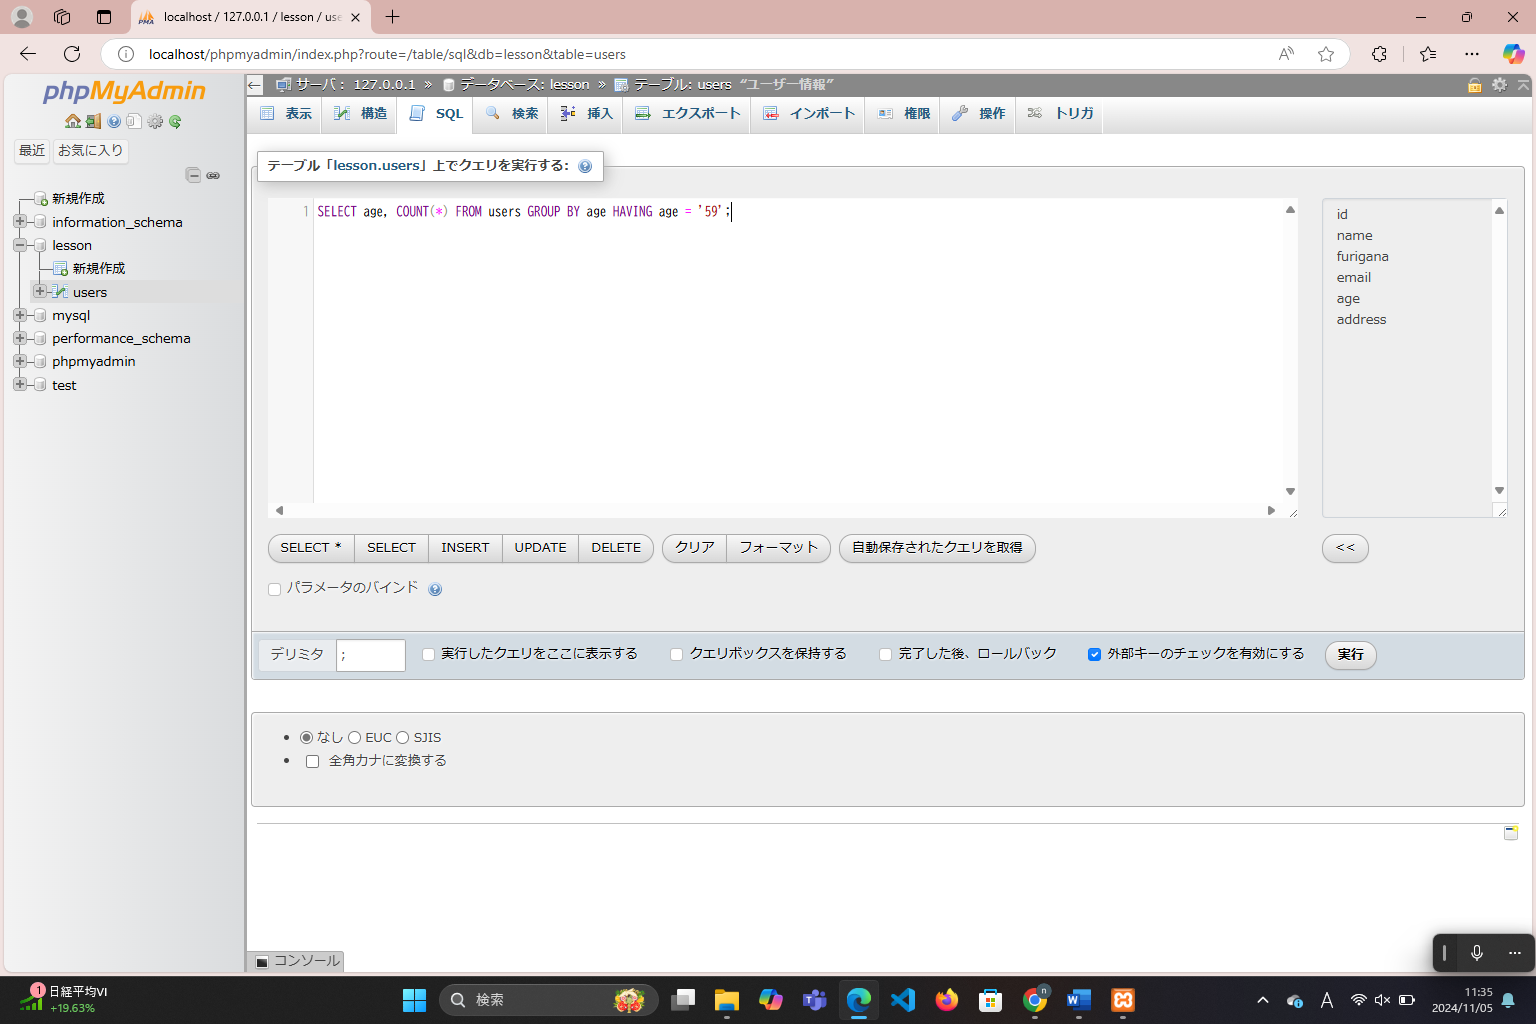 localhost / 127.0.0.1 / lesson / use
localhost/phpmyadmin/index.php?route=/table/sql&db=lesson&table=users
phpMyAdmin
最近 お気に入り
新規作成
information_schema
lesson
新規作成
users
mysql
performance_schema
phpmyadmin
test
サーバ: 127.0.0.1 » データベース: lesson » テーブル: users “ユーザー情報”
表示 構造 SQL 検索 挿入 エクスポート インポート 権限 操作 トリガ
テーブル「lesson.users」上でクエリを実行する:
1 SELECT age, COUNT(*) FROM users GROUP BY age HAVING age = '59';
id
name
furigana
email
age
address
SELECT * SELECT INSERT UPDATE DELETE クリア フォーマット 自動保存されたクエリを取得 <<
パラメータのバインド
デリミタ ; 実行したクエリをここに表示する クエリボックスを保持する 完了した後、ロールバック 外部キーのチェックを有効にする 実行
なし EUC SJIS
全角カナに変換する
コンソール
1 日経平均VI
+19.63%
検索
n
A
11:35
2024/11/05